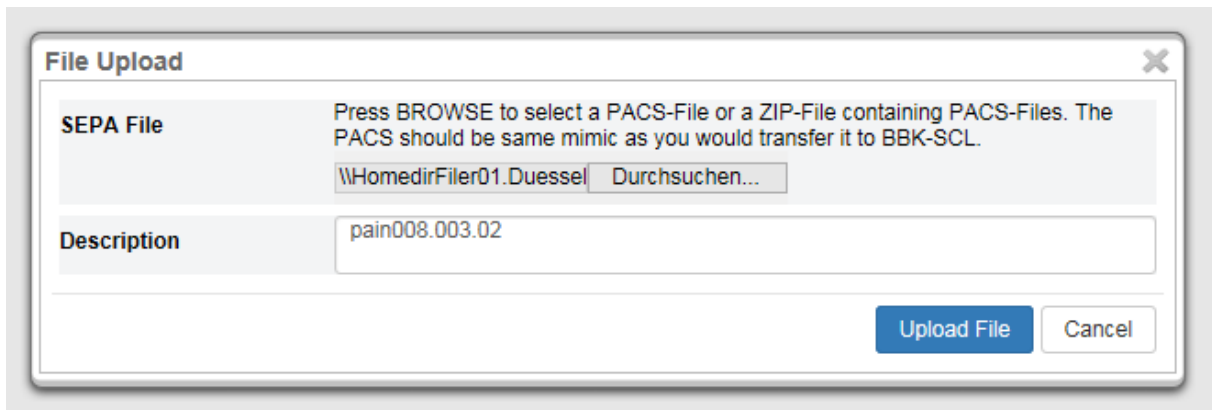 File Upload
SEPA File
Press BROWSE to select a PACS-File or a ZIP-File containing PACS-Files. The
PACS should be same mimic as you would transfer it to BBK-SCL.
\\HomedirFiler01.Duessel Durchsuchen...
Description
pain008.003.02
Upload File Cancel